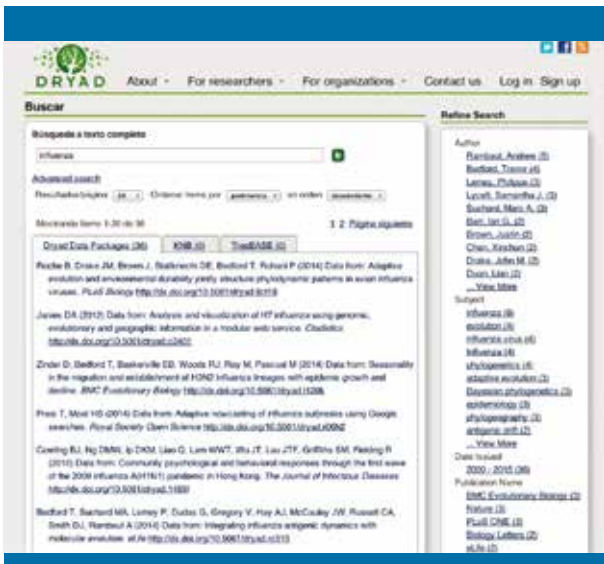 DRYAD
About
For researchers
For organizations
Contact us
Log in
Sign up
Buscar
Búsqueda a texto completo
influenza
Advanced search
Resultados/página
Ordenar items por
en orden
Mostrando items 1-20 de 36
1 2 Página siguiente
Dryad Data Packages (36)
KNB (0)
TreeBASE (0)
Roche B, Drake JM, Brown J, Stallknecht DE, Bedford T, Rohani P (2014) Data from: Adaptive
evolution and environmental durability jointly structure phylodynamic patterns in avian influenza
viruses. PLoS Biology
Janies DA (2012) Data from: Analysis and visualization of H7 influenza using genomic,
evolutionary and geographic information in a modular web service. Cladistics
Zinder D, Bedford T, Baskerville EB, Woods RJ, Roy M, Pascual M (2014) Data from: Seasonality
in the migration and establishment of H3N2 Influenza lineages with epidemic growth and
decline. BMC Evolutionary Biology
Preis T, Moat HS (2014) Data from: Adaptive nowcasting of influenza outbreaks using Google
searches. Royal Society Open Science
Cowling BJ, Ng DMW, Ip DKM, Liao Q, Lam WWT, Wu JT, Lau JTF, Griffiths SM, Fielding R
(2010) Data from: Community psychological and behavioral responses through the first wave
of the 2009 influenza A(H1N1) pandemic in Hong Kong. The Journal of Infectious Diseases
Bedford T, Suchard MA, Lemey P, Dudas G, Gregory V, Hay AJ, McCauley JW, Russell CA,
Smith DJ, Rambaut A (2014) Data from: Integrating influenza antigenic dynamics with
molecular evolution. eLife
Refine Search
Author
Rambaut, Andrew (5)
Bedford, Trevor (4)
Lemey, Philippe (3)
Lycett, Samantha J. (3)
Suchard, Marc A. (3)
Bahl, Justin (2)
Chen, Xinchun (2)
Drake, John M. (2)
... View More
Subject
influenza (9)
evolution (4)
influenza virus (4)
Influenza (4)
phylogenetics (4)
adaptive evolution (3)
Bayesian phylogenetics (3)
epidemiology (3)
phylogeography (3)
antigenic drift (2)
... View More
Date Issued
2000 - 2015 (36)
Publication Name
BMC Evolutionary Biology (3)
Nature (3)
PLoS ONE (3)
Biology Letters (2)
eLife (2)